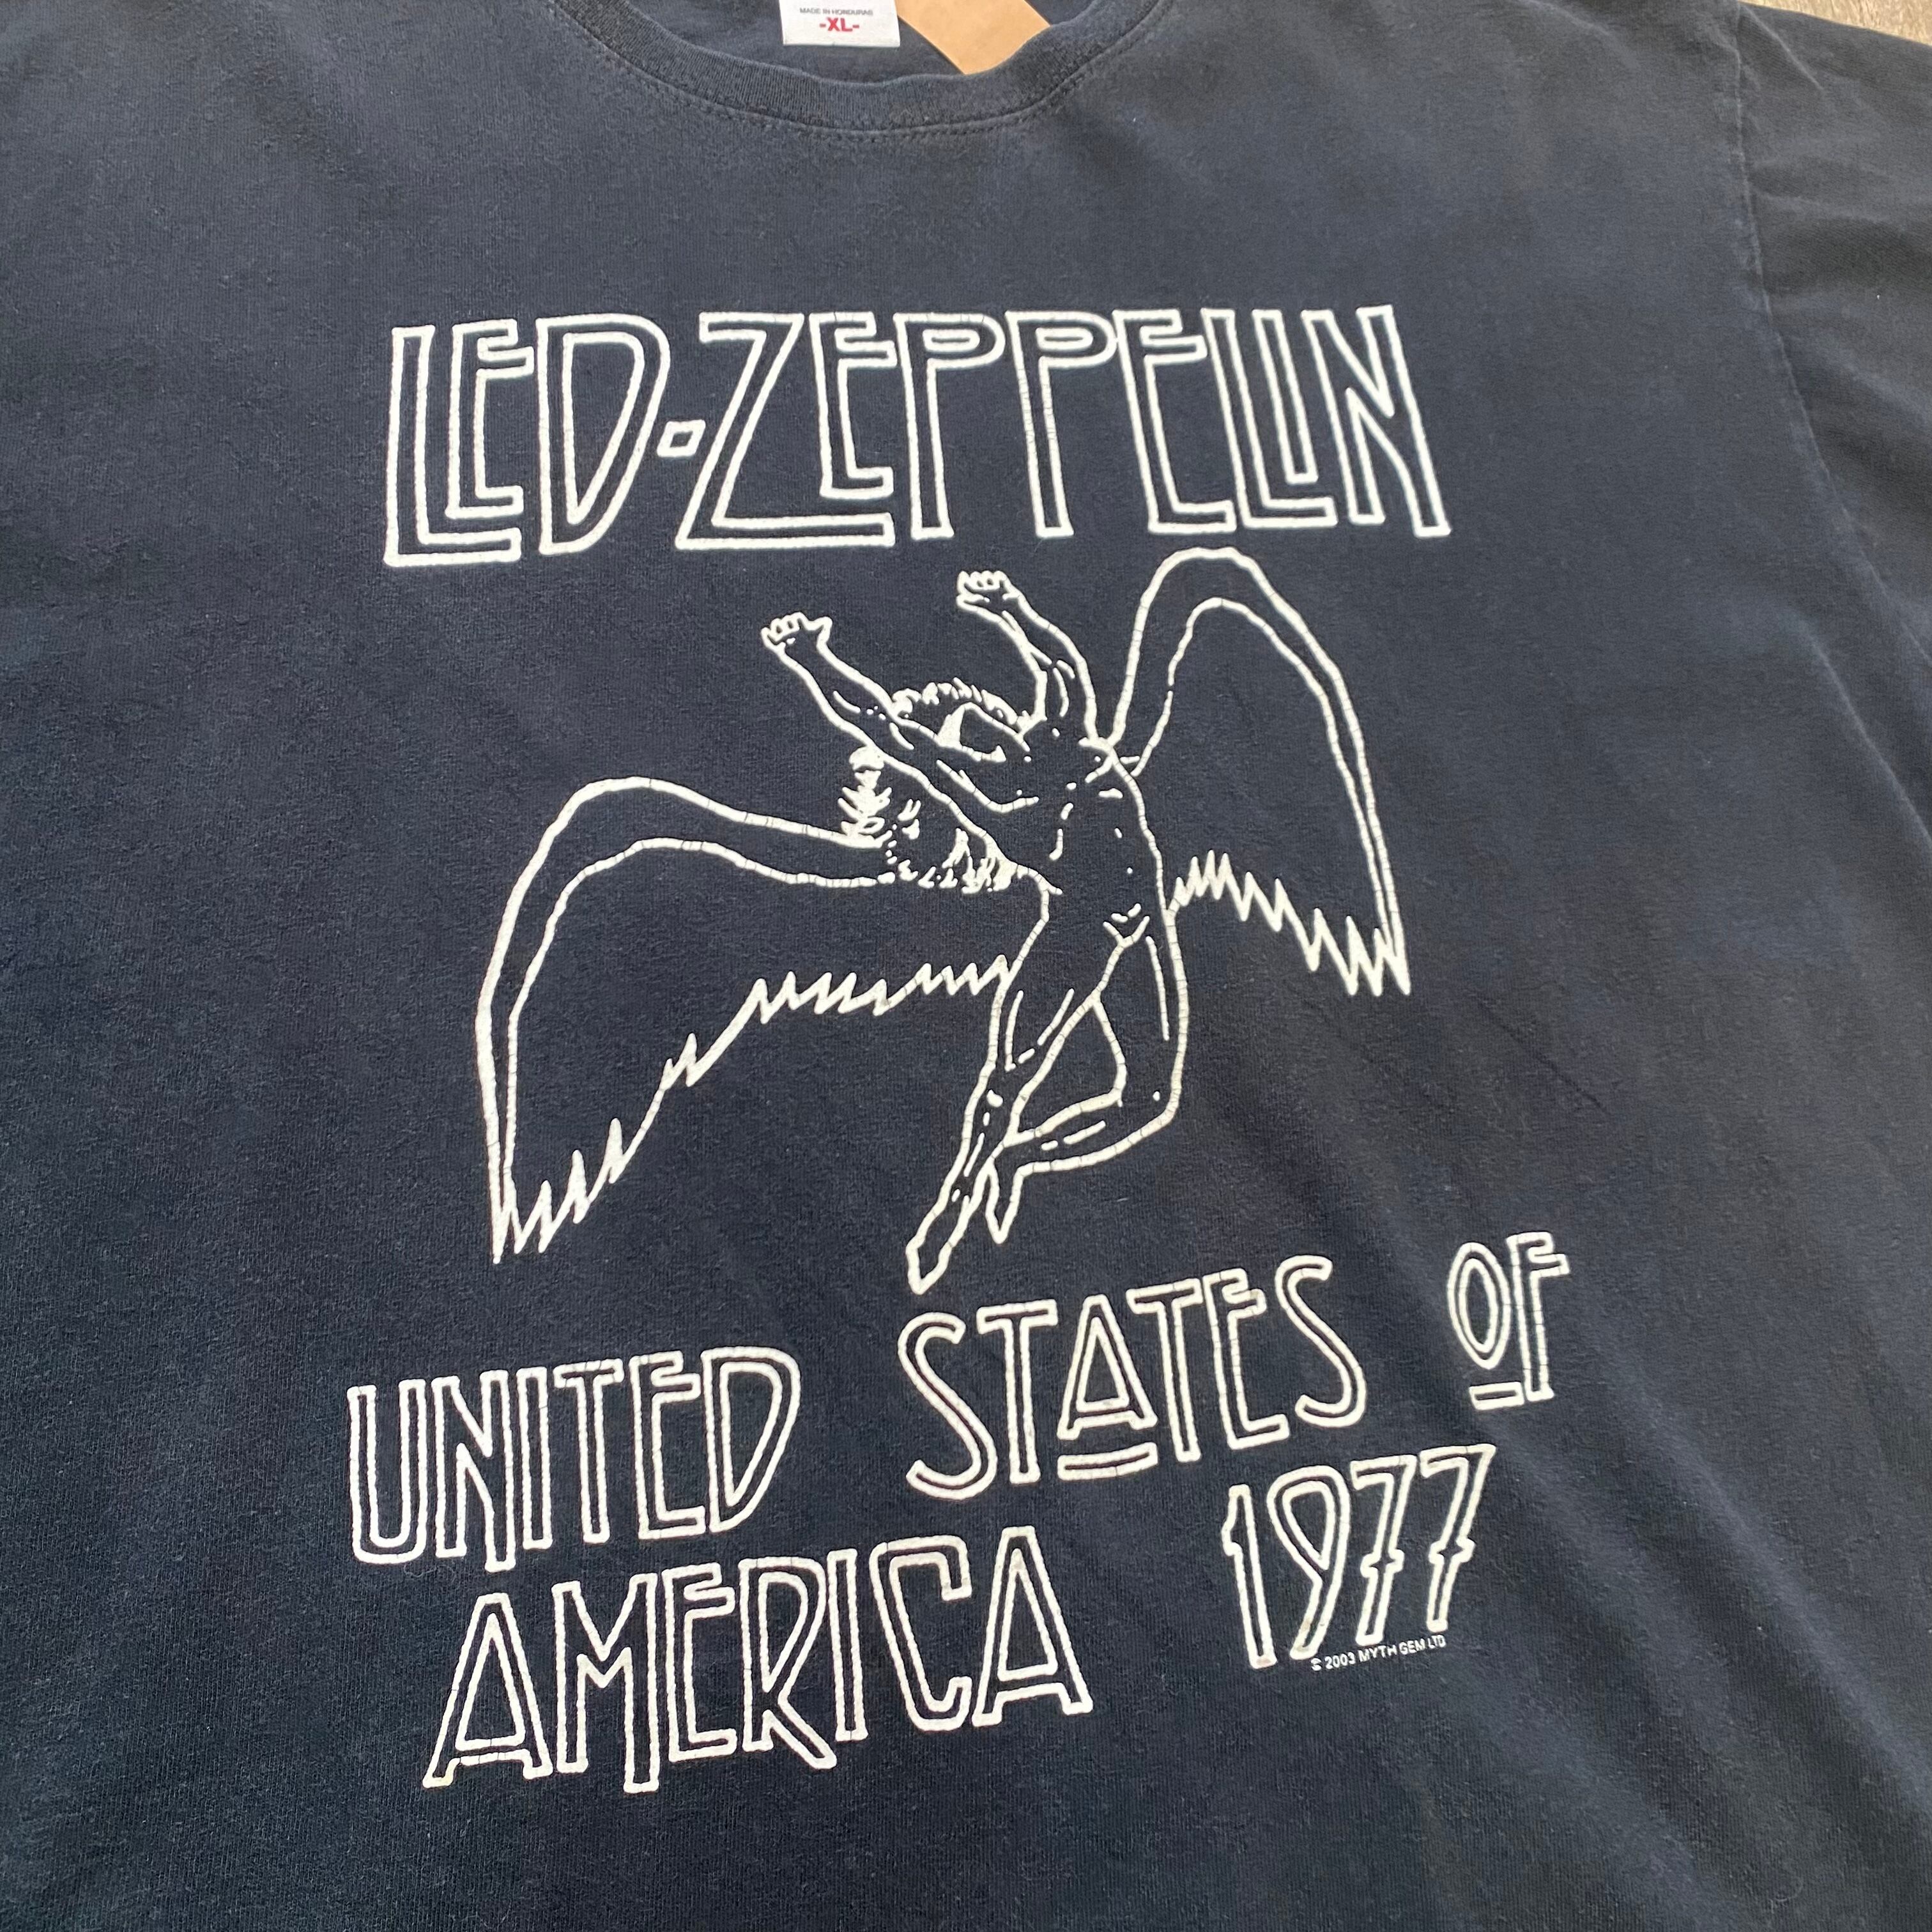 MADE IN HONDURAS
-XL-
LED-ZEPPELIN
UNITED STATES OF
AMERICA 1977
© 2003 MYTH GEM LTD